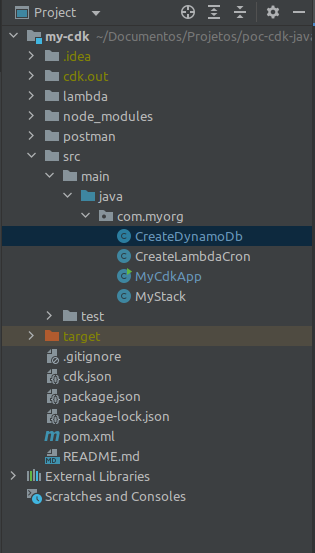 Project
my-cdk ~/Documentos/Projetos/poc-cdk-java
.idea
cdk.out
lambda
node_modules
postman
src
main
java
com.myorg
CreateDynamoDb
CreateLambdaCron
MyCdkApp
MyStack
test
target
.gitignore
cdk.json
package.json
package-lock.json
pom.xml
README.md
External Libraries
Scratches and Consoles